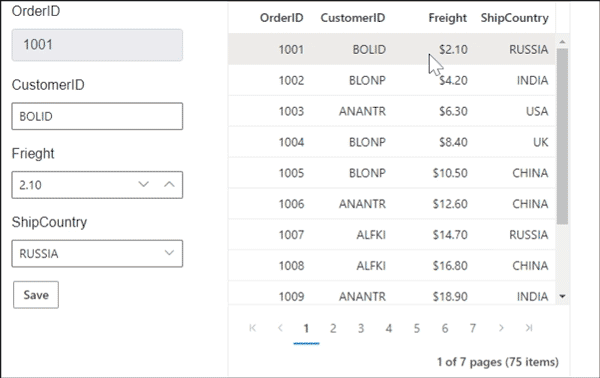 OrderID
1001
CustomerID
BOLID
Frieght
2.10
ShipCountry
RUSSIA
Save
OrderID CustomerID Freight ShipCountry
1001 BOLID $2.10 RUSSIA
1002 BLONP $4.20 INDIA
1003 ANANTR $6.30 USA
1004 BLONP $8.40 UK
1005 BLONP $10.50 CHINA
1006 ANANTR $12.60 CHINA
1007 ALFKI $14.70 RUSSIA
1008 ALFKI $16.80 CHINA
1009 ANANTR $18.90 INDIA
1 2 3 4 5 6 7
1 of 7 pages (75 items)